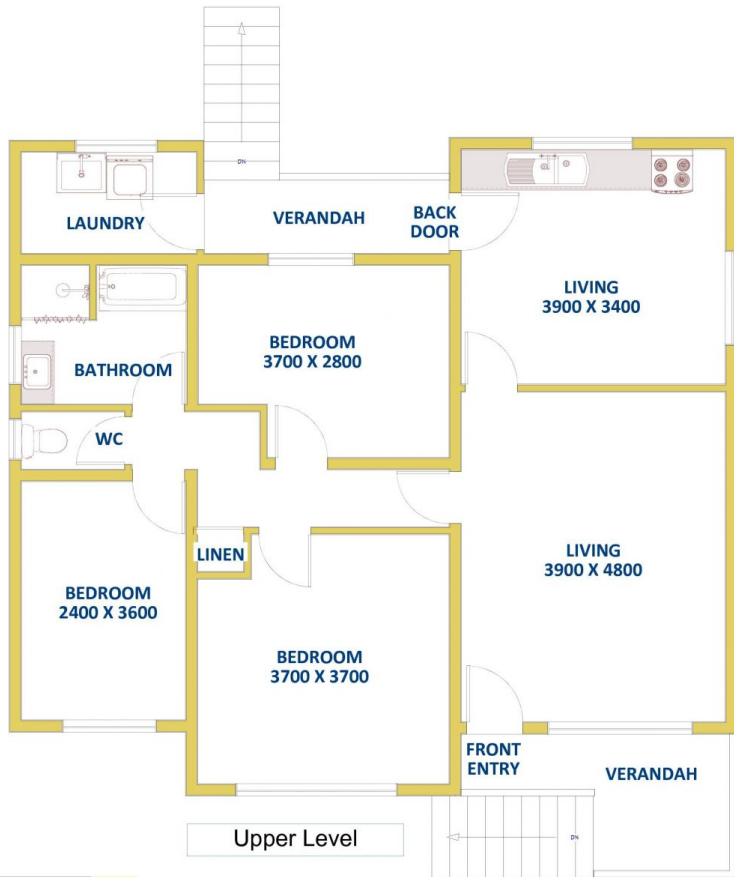 DN
LAUNDRY
VERANDAH
BACK
DOOR
LIVING
3900 X 3400
BEDROOM
3700 X 2800
BATHROOM
WC
LINEN
LIVING
3900 X 4800
BEDROOM
2400 X 3600
BEDROOM
3700 X 3700
FRONT
ENTRY
VERANDAH
DN
Upper Level